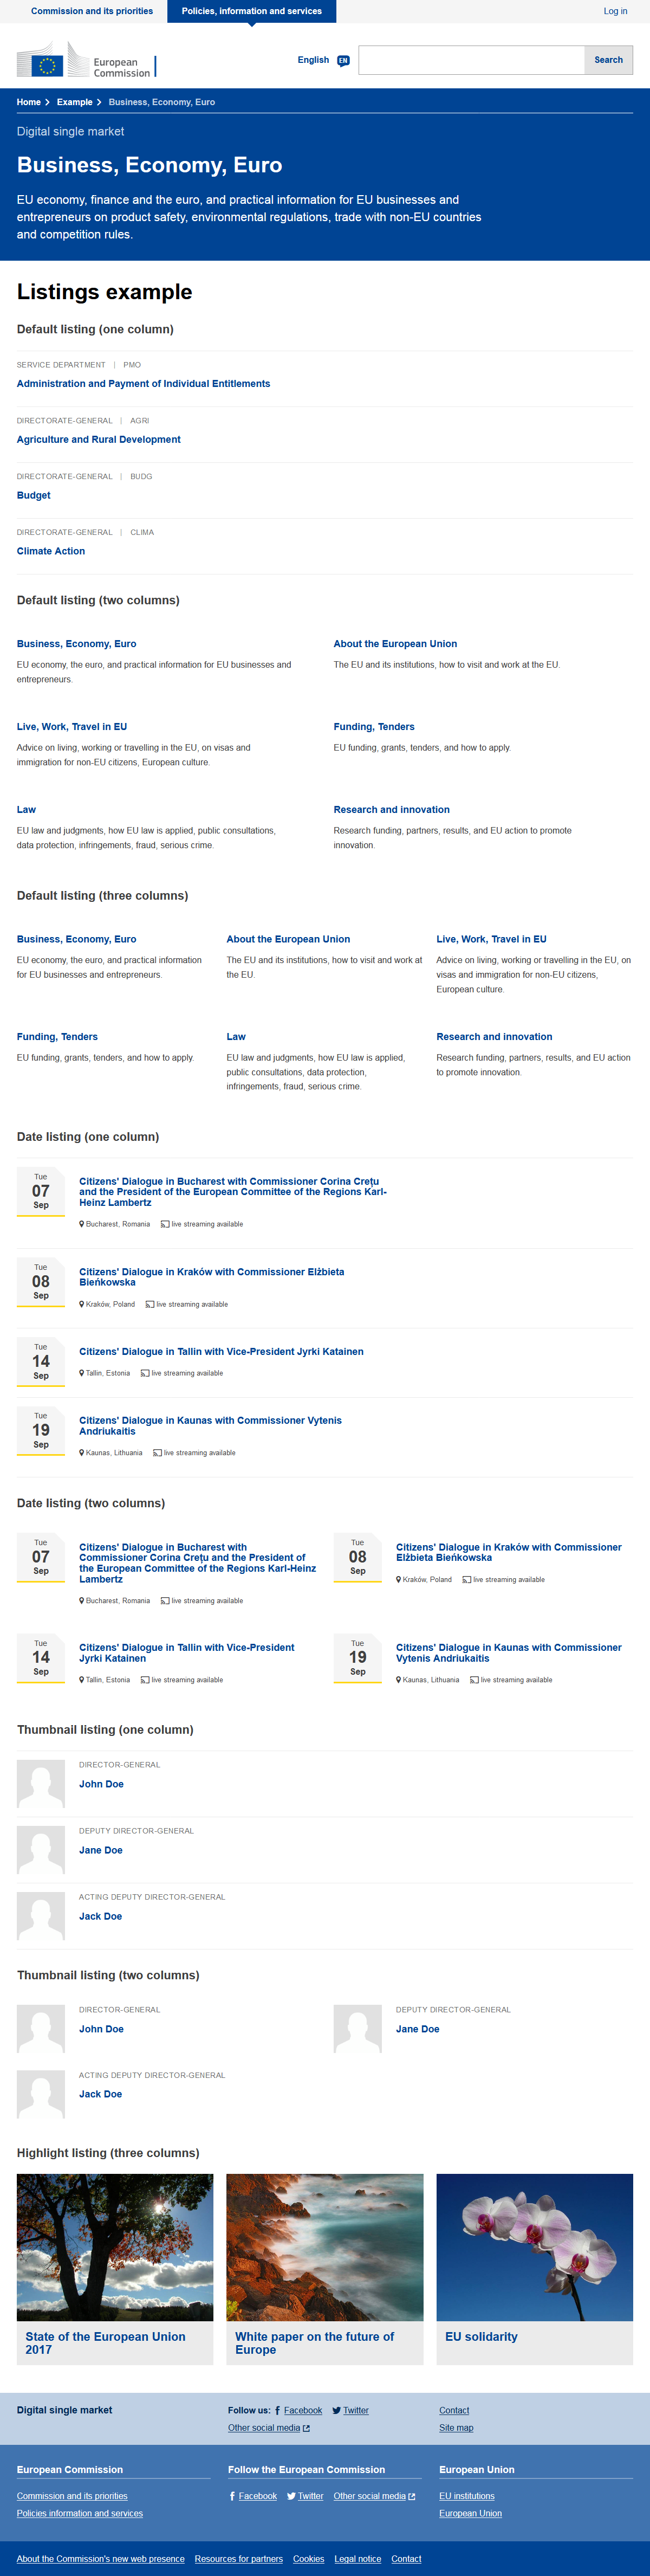 Commission and its priorities
Policies, information and services
Log in
European
Commission
English
EN
Search
Home
Example
Business, Economy, Euro
Digital single market
Business, Economy, Euro
EU economy, finance and the euro, and practical information for EU businesses and
entrepreneurs on product safety, environmental regulations, trade with non-EU countries
and competition rules.
Listings example
Default listing (one column)
SERVICE DEPARTMENT | PMO
Administration and Payment of Individual Entitlements
DIRECTORATE-GENERAL | AGRI
Agriculture and Rural Development
DIRECTORATE-GENERAL | BUDG
Budget
DIRECTORATE-GENERAL | CLIMA
Climate Action
Default listing (two columns)
Business, Economy, Euro
EU economy, the euro, and practical information for EU businesses and
entrepreneurs.
About the European Union
The EU and its institutions, how to visit and work at the EU.
Live, Work, Travel in EU
Advice on living, working or travelling in the EU, on visas and
immigration for non-EU citizens, European culture.
Funding, Tenders
EU funding, grants, tenders, and how to apply.
Law
EU law and judgments, how EU law is applied, public consultations,
data protection, infringements, fraud, serious crime.
Research and innovation
Research funding, partners, results, and EU action to promote
innovation.
Default listing (three columns)
Business, Economy, Euro
EU economy, the euro, and practical information
for EU businesses and entrepreneurs.
About the European Union
The EU and its institutions, how to visit and work at
the EU.
Live, Work, Travel in EU
Advice on living, working or travelling in the EU, on
visas and immigration for non-EU citizens,
European culture.
Funding, Tenders
EU funding, grants, tenders, and how to apply.
Law
EU law and judgments, how EU law is applied,
public consultations, data protection,
infringements, fraud, serious crime.
Research and innovation
Research funding, partners, results, and EU action
to promote innovation.
Date listing (one column)
Tue
07
Sep
Citizens' Dialogue in Bucharest with Commissioner Corina Crețu
and the President of the European Committee of the Regions Karl-
Heinz Lambertz
Bucharest, Romania
live streaming available
Tue
08
Sep
Citizens' Dialogue in Kraków with Commissioner Elżbieta
Bieńkowska
Kraków, Poland
live streaming available
Tue
14
Sep
Citizens' Dialogue in Tallin with Vice-President Jyrki Katainen
Tallin, Estonia
live streaming available
Tue
19
Sep
Citizens' Dialogue in Kaunas with Commissioner Vytenis
Andriukaitis
Kaunas, Lithuania
live streaming available
Date listing (two columns)
Tue
07
Sep
Citizens' Dialogue in Bucharest with
Commissioner Corina Crețu and the President of
the European Committee of the Regions Karl-Heinz
Lambertz
Bucharest, Romania
live streaming available
Tue
08
Sep
Citizens' Dialogue in Kraków with Commissioner
Elżbieta Bieńkowska
Kraków, Poland
live streaming available
Tue
14
Sep
Citizens' Dialogue in Tallin with Vice-President
Jyrki Katainen
Tallin, Estonia
live streaming available
Tue
19
Sep
Citizens' Dialogue in Kaunas with Commissioner
Vytenis Andriukaitis
Kaunas, Lithuania
live streaming available
Thumbnail listing (one column)
DIRECTOR-GENERAL
John Doe
DEPUTY DIRECTOR-GENERAL
Jane Doe
ACTING DEPUTY DIRECTOR-GENERAL
Jack Doe
Thumbnail listing (two columns)
DIRECTOR-GENERAL
John Doe
DEPUTY DIRECTOR-GENERAL
Jane Doe
ACTING DEPUTY DIRECTOR-GENERAL
Jack Doe
Highlight listing (three columns)
State of the European Union
2017
White paper on the future of
Europe
EU solidarity
Digital single market
Follow us: Facebook Twitter
Other social media
Contact
Site map
European Commission
Commission and its priorities
Policies information and services
Follow the European Commission
Facebook Twitter Other social media
European Union
EU institutions
European Union
About the Commission's new web presence
Resources for partners
Cookies
Legal notice
Contact